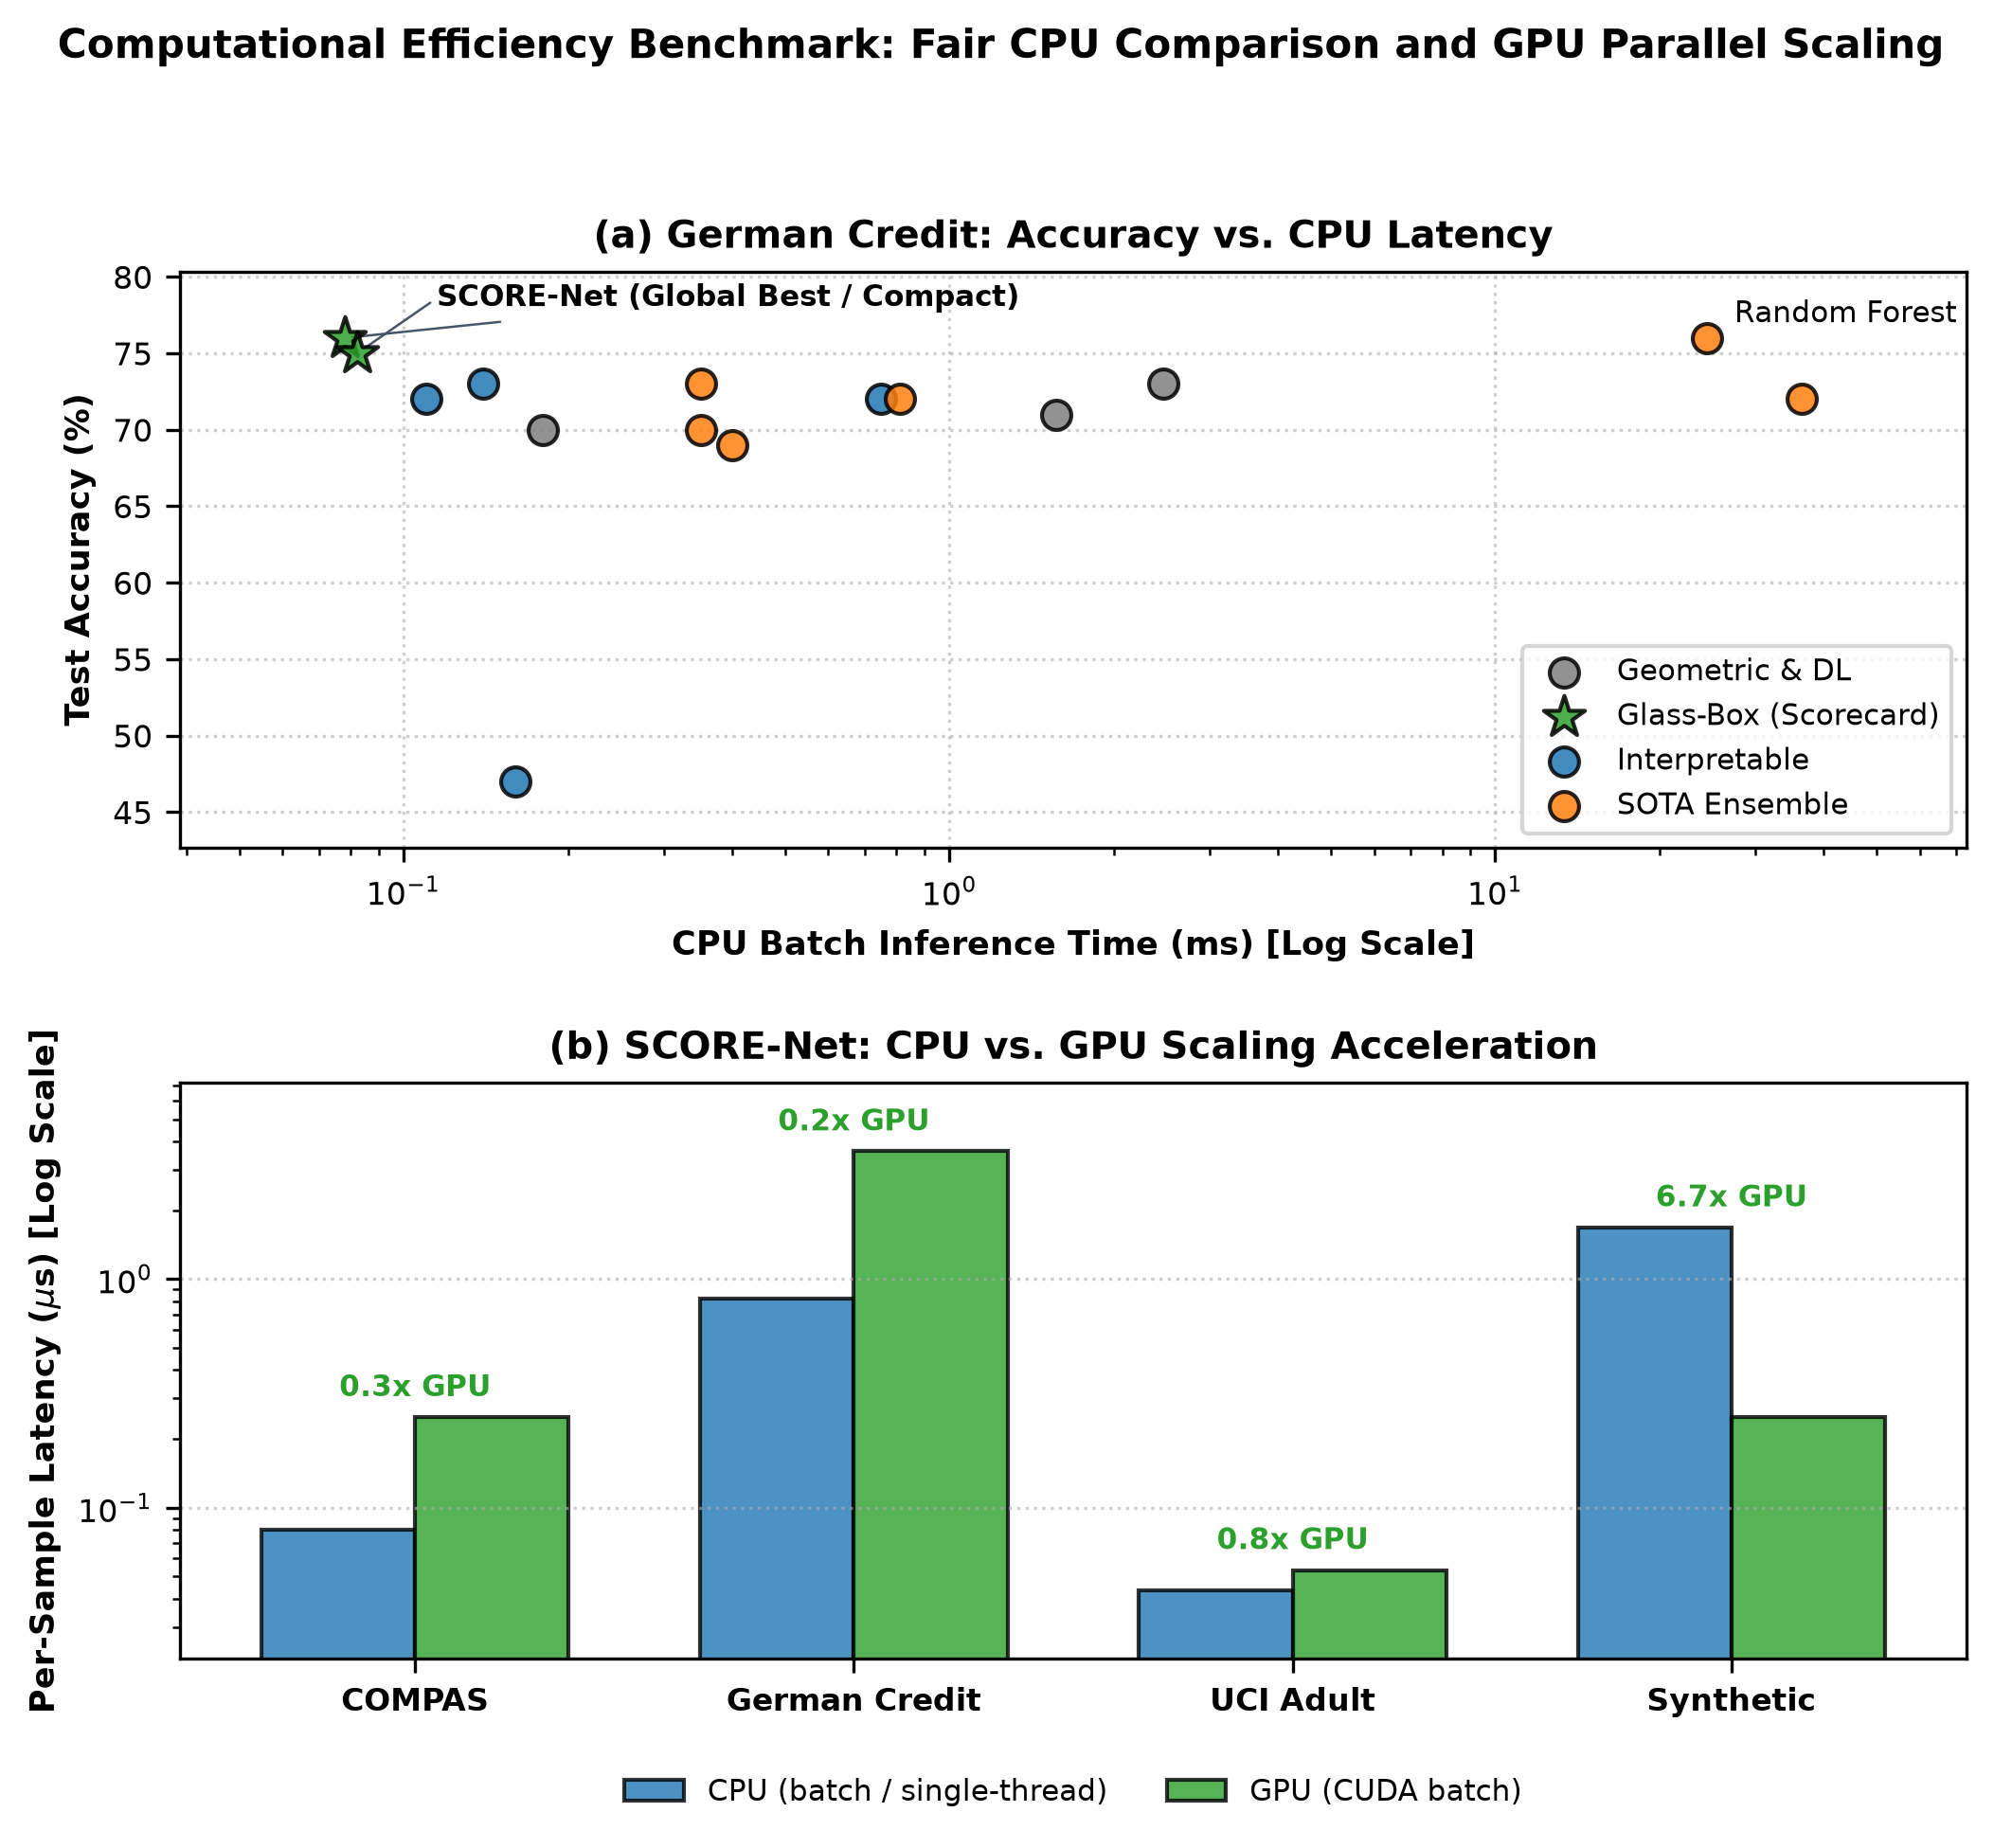 Computational Efficiency Benchmark: Fair CPU Comparison and GPU Parallel Scaling
(a) German Credit: Accuracy vs. CPU Latency
Test Accuracy (%)
80
75
70
65
60
55
50
45
SCORE-Net (Global Best / Compact)
Random Forest
Geometric & DL
Glass-Box (Scorecard)
Interpretable
SOTA Ensemble
10⁻¹
10⁰
10¹
CPU Batch Inference Time (ms) [Log Scale]
(b) SCORE-Net: CPU vs. GPU Scaling Acceleration
Per-Sample Latency (μs) [Log Scale]
10⁰
10⁻¹
0.3x GPU
0.2x GPU
0.8x GPU
6.7x GPU
COMPAS
German Credit
UCI Adult
Synthetic
CPU (batch / single-thread)
GPU (CUDA batch)